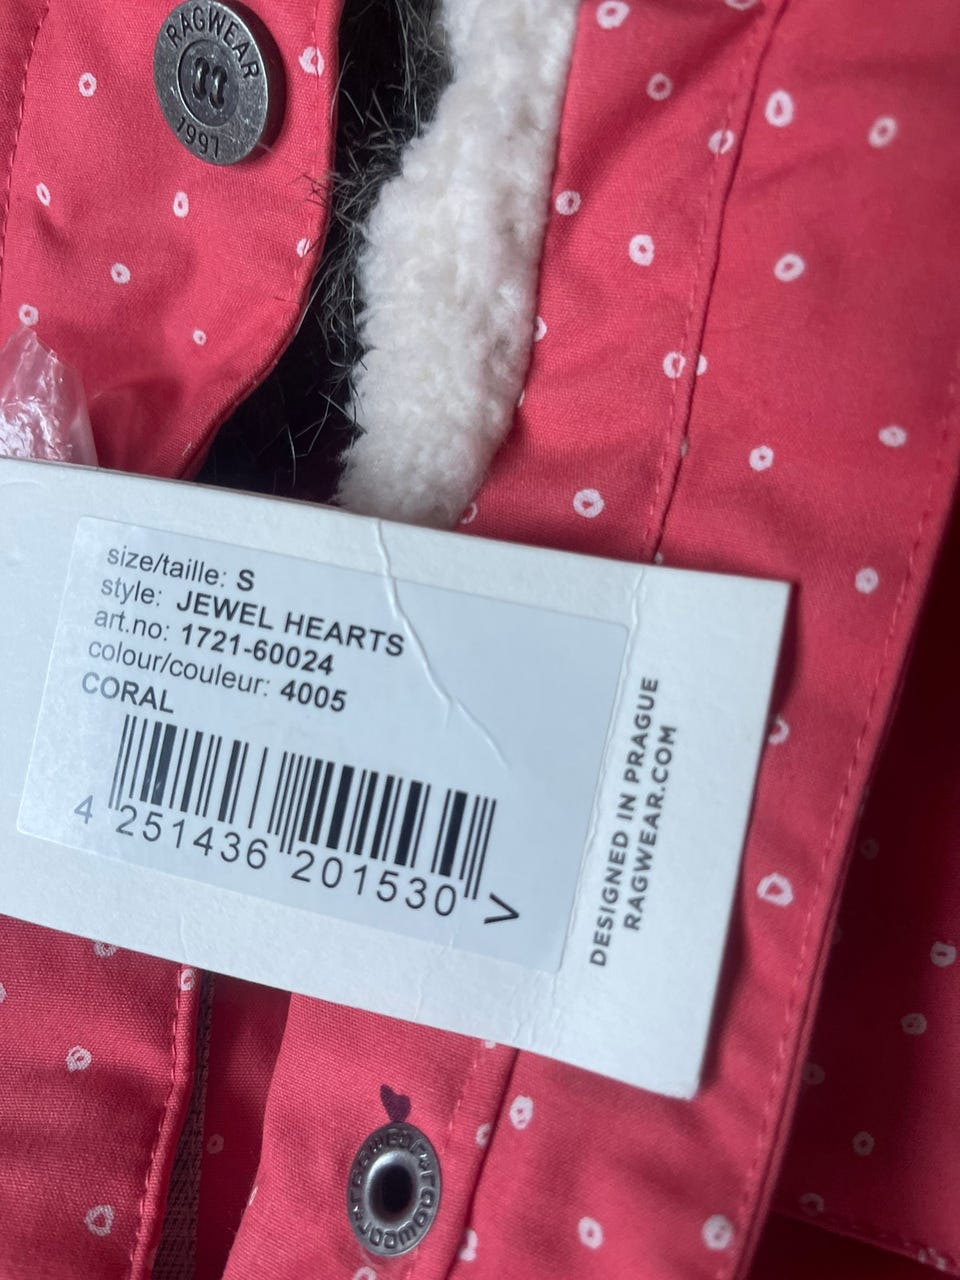 RAGWEAR
1997
size/taille: S
style: JEWEL HEARTS
art.no: 1721-60024
colour/couleur: 4005
CORAL
4 251436 201530 >
DESIGNED IN PRAGUE
RAGWEAR.COM